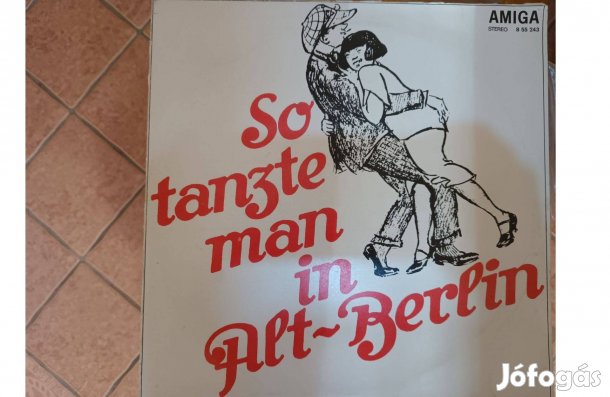 AMIGA
STEREO 8 55 243
So
tanzte
man
in
Alt~Berlin
Jófogás